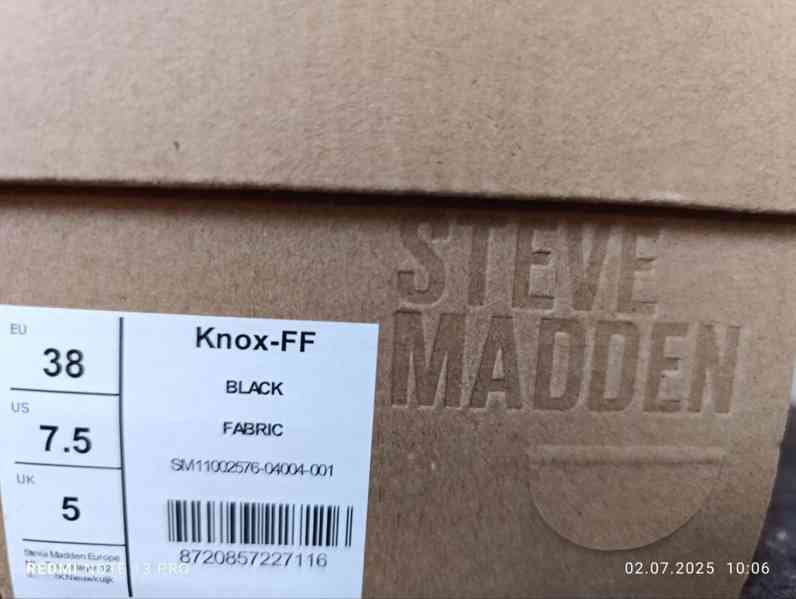 STEVE
MADDEN
EU
38
US
7.5
UK
5
Knox-FF
BLACK
FABRIC
SM11002576-04004-001
8720857227116
Steve Madden Europe
Nieuwkuijk
REDMI NOTE 13 PRO
02.07.2025 10:06